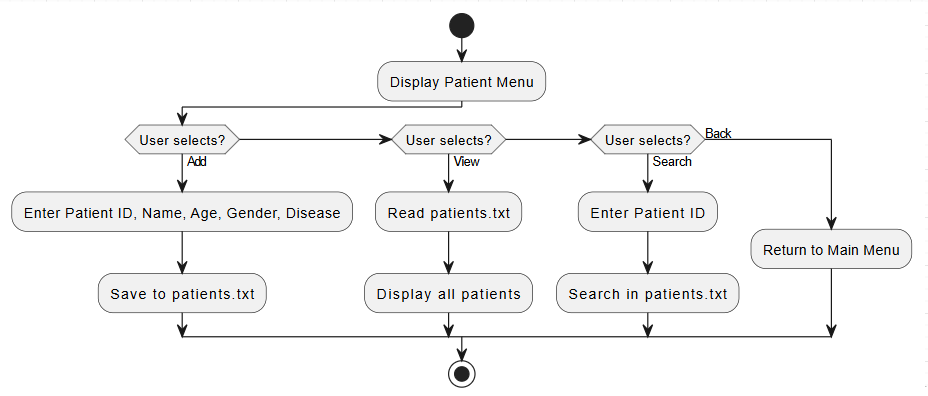 Display Patient Menu
User selects?
User selects?
User selects?
Back
Add
View
Search
Enter Patient ID, Name, Age, Gender, Disease
Read patients.txt
Enter Patient ID
Return to Main Menu
Save to patients.txt
Display all patients
Search in patients.txt